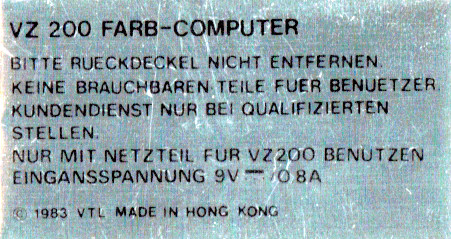 VZ 200 FARB-COMPUTER
BITTE RUECKDECKEL NICHT ENTFERNEN.
KEINE BRAUCHBAREN TEILE FUER BENUETZER.
KUNDENDIENST NUR BEI QUALIFIZIERTEN
STELLEN.
NUR MIT NETZTEIL FUR VZ200 BENUTZEN
EINGANSSPANNUNG 9V⎓/0.8A
© 1983 VTL MADE IN HONG KONG